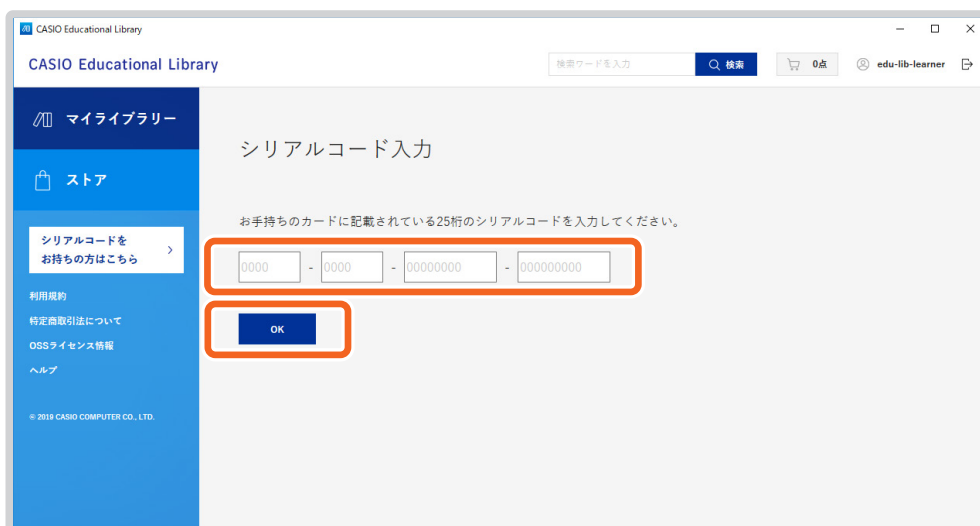 CASIO Educational Library
CASIO Educational Library
検索ワードを入力
検索
0点
edu-lib-learner
マイライブラリー
ストア
シリアルコードを
お持ちの方はこちら
利用規約
特定商取引法について
OSSライセンス情報
ヘルプ
© 2019 CASIO COMPUTER CO., LTD.
シリアルコード入力
お手持ちのカードに記載されている25桁のシリアルコードを入力してください。
0000 - 0000 - 00000000 - 000000000
OK